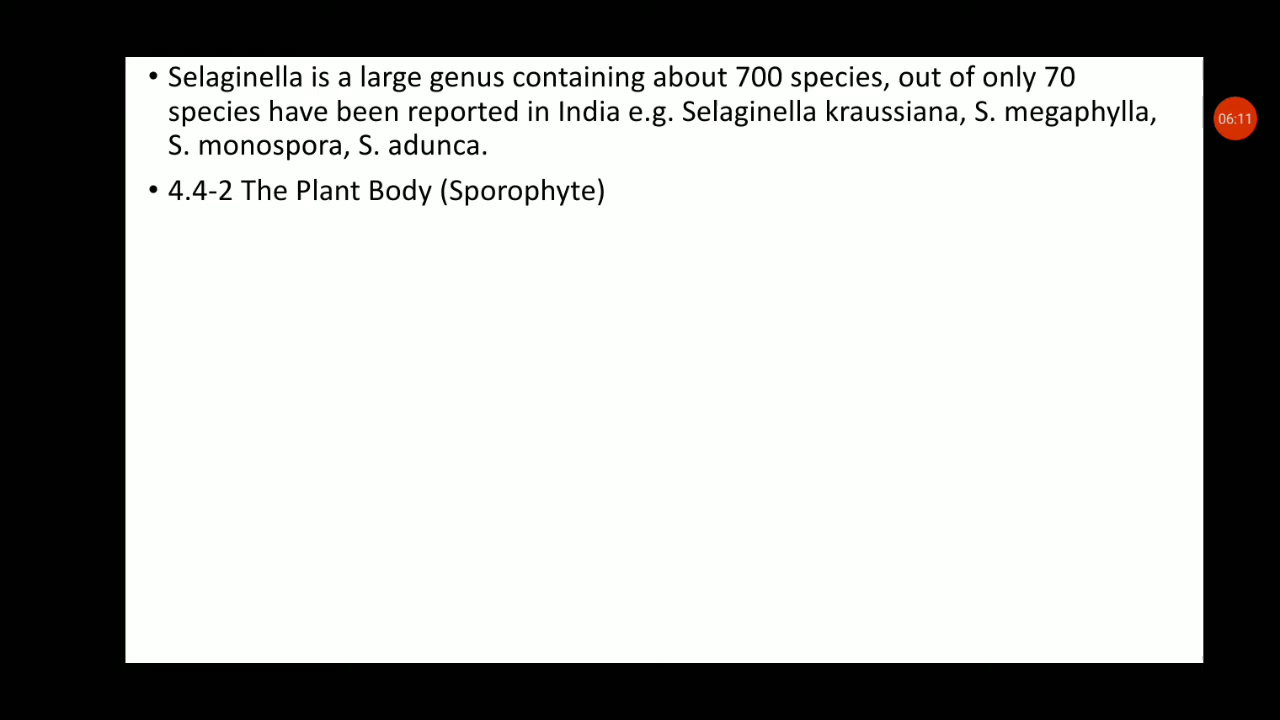 • Selaginella is a large genus containing about 700 species, out of only 70
species have been reported in India e.g. Selaginella kraussiana, S. megaphylla,
S. monospora, S. adunca.
• 4.4-2 The Plant Body (Sporophyte)
06:11